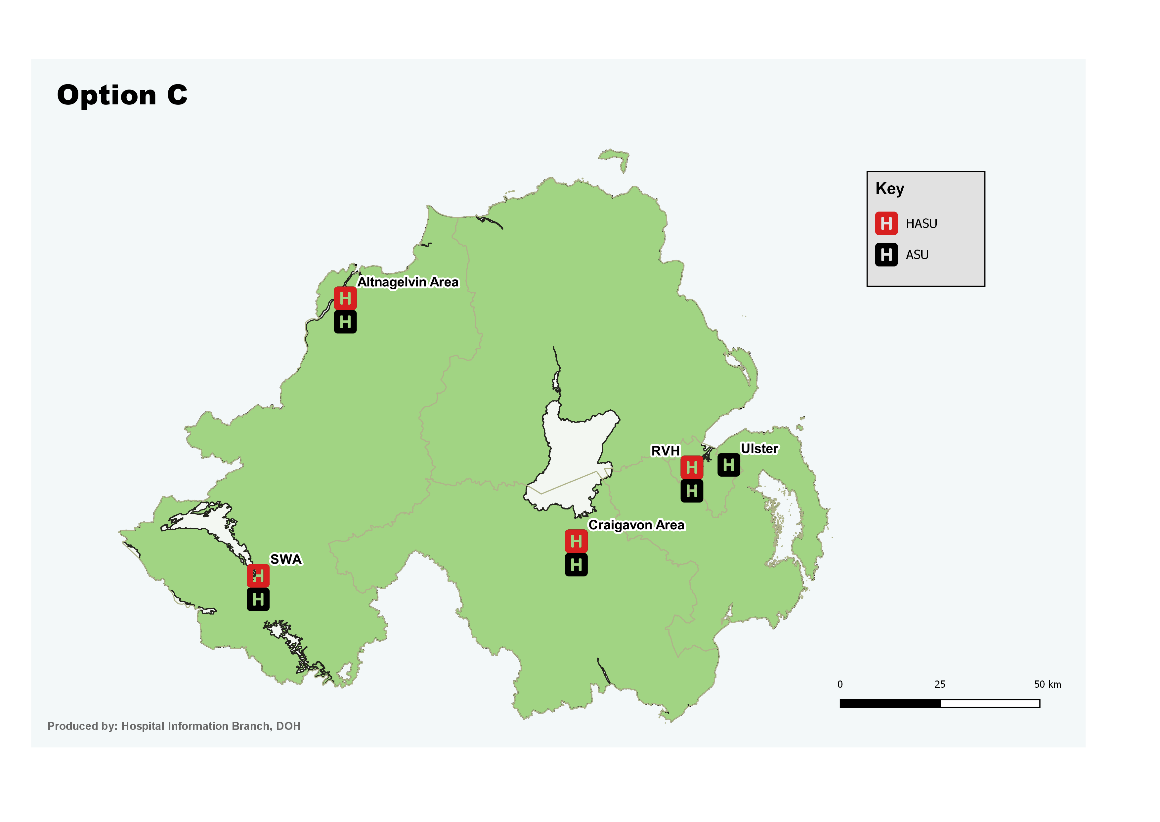 Option C
Key
H HASU
H ASU
Altnagelvin Area
H
H
RVH
Ulster
H
H
H
Craigavon Area
H
H
SWA
H
H
0 25 50 km
Produced by: Hospital Information Branch, DOH